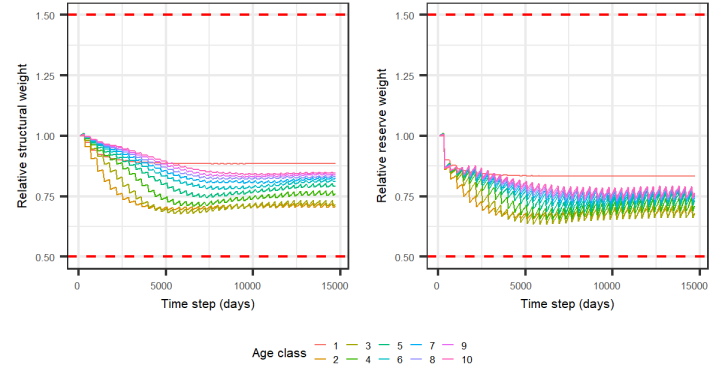 Relative structural weight
1.50
1.25
1.00
0.75
0.50
0
5000
10000
15000
Time step (days)
Relative reserve weight
1.50
1.25
1.00
0.75
0.50
0
5000
10000
15000
Time step (days)
Age class
1 3 5 7 9
2 4 6 8 10